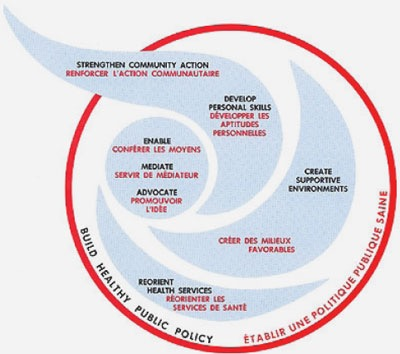 STRENGTHEN COMMUNITY ACTION
RENFORCER L'ACTION COMMUNAUTAIRE
DEVELOP
PERSONAL SKILLS
DÉVELOPPER LES
APTITUDES
PERSONNELLES
ENABLE
CONFÉRER LES MOYENS
MEDIATE
SERVIR DE MÉDIATEUR
ADVOCATE
PROMOUVOIR
L'IDÉE
CREATE
SUPPORTIVE
ENVIRONMENTS
CRÉER DES MILIEUX
FAVORABLES
REORIENT
HEALTH SERVICES
RÉORIENTER LES
SERVICES DE SANTÉ
BUILD HEALTHY PUBLIC POLICY
ÉTABLIR UNE POLITIQUE PUBLIQUE SAINE